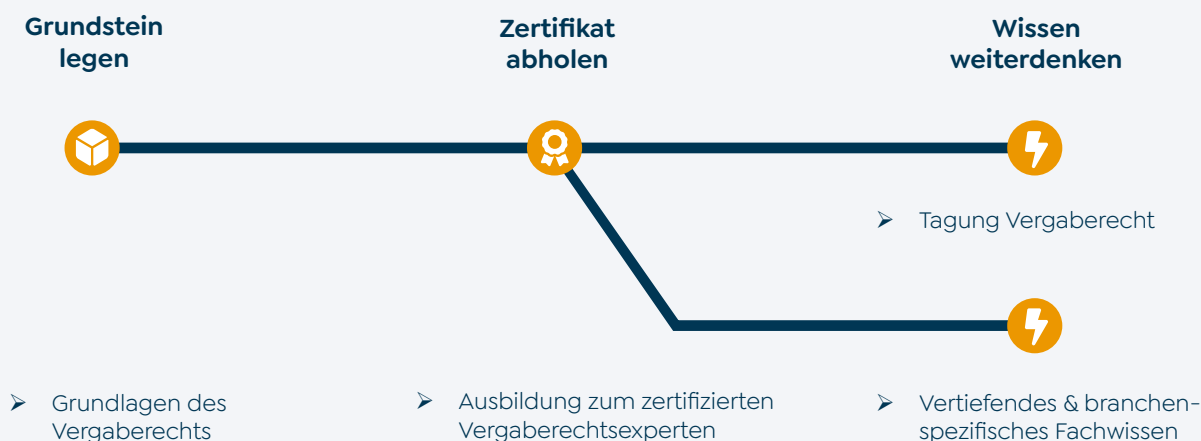 Grundstein
legen
Zertifikat
abholen
Wissen
weiterdenken
➢ Tagung Vergaberecht
➢ Grundlagen des
Vergaberechts
➢ Ausbildung zum zertifizierten
Vergaberechtsexperten
➢ Vertiefendes & branchen-
spezifisches Fachwissen